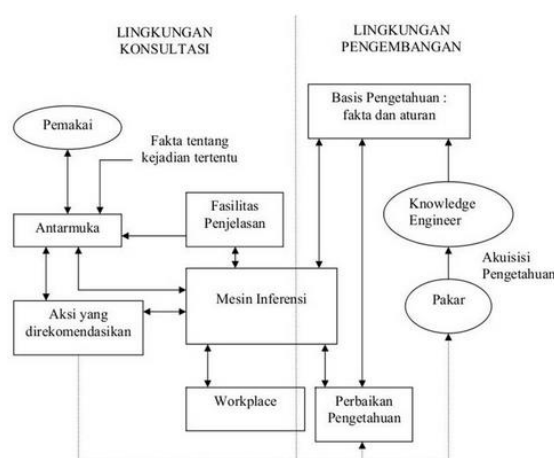 LINGKUNGAN
KONSULTASI
LINGKUNGAN
PENGEMBANGAN
Pemakai
Fakta tentang
kejadian tertentu
Basis Pengetahuan :
fakta dan aturan
Antarmuka
Fasilitas
Penjelasan
Knowledge
Engineer
Akuisisi
Pengetahuan
Aksi yang
direkomendasikan
Mesin Inferensi
Pakar
Workplace
Perbaikan
Pengetahuan